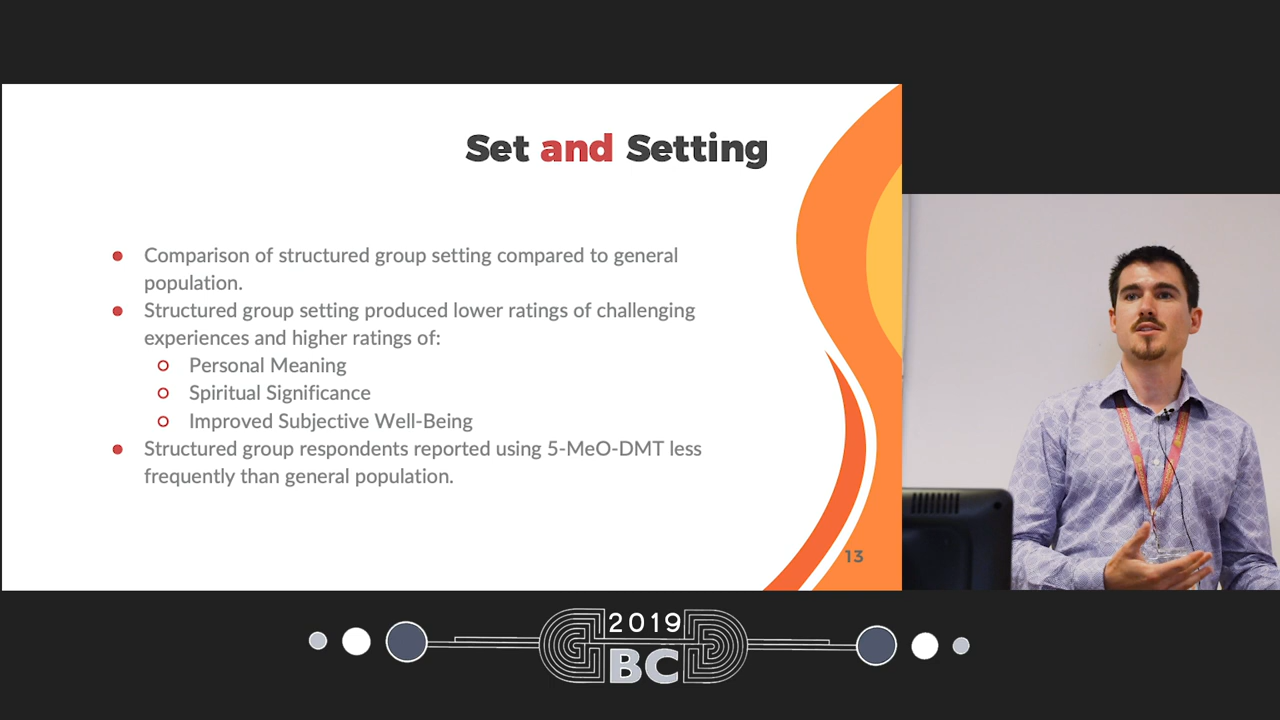 Set and Setting
● Comparison of structured group setting compared to general
population.
● Structured group setting produced lower ratings of challenging
experiences and higher ratings of:
○ Personal Meaning
○ Spiritual Significance
○ Improved Subjective Well-Being
● Structured group respondents reported using 5-MeO-DMT less
frequently than general population.
13
2019
BC